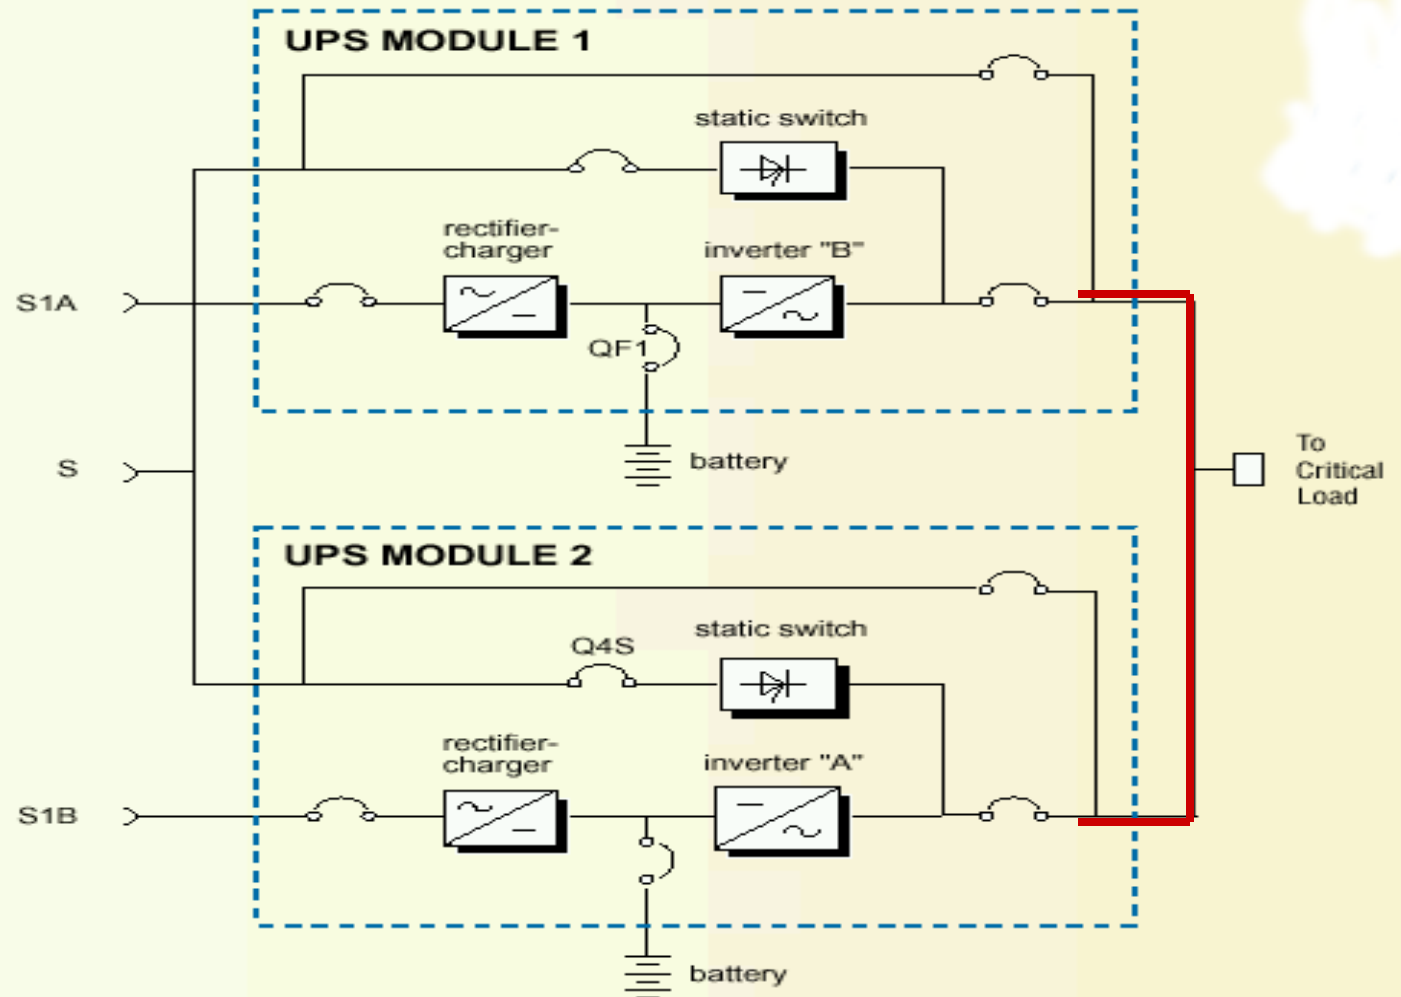 UPS MODULE 1
static switch
rectifier-
charger
inverter "B"
S1A
QF1
battery
S
To
Critical
Load
UPS MODULE 2
static switch
Q4S
rectifier-
charger
inverter "A"
S1B
battery